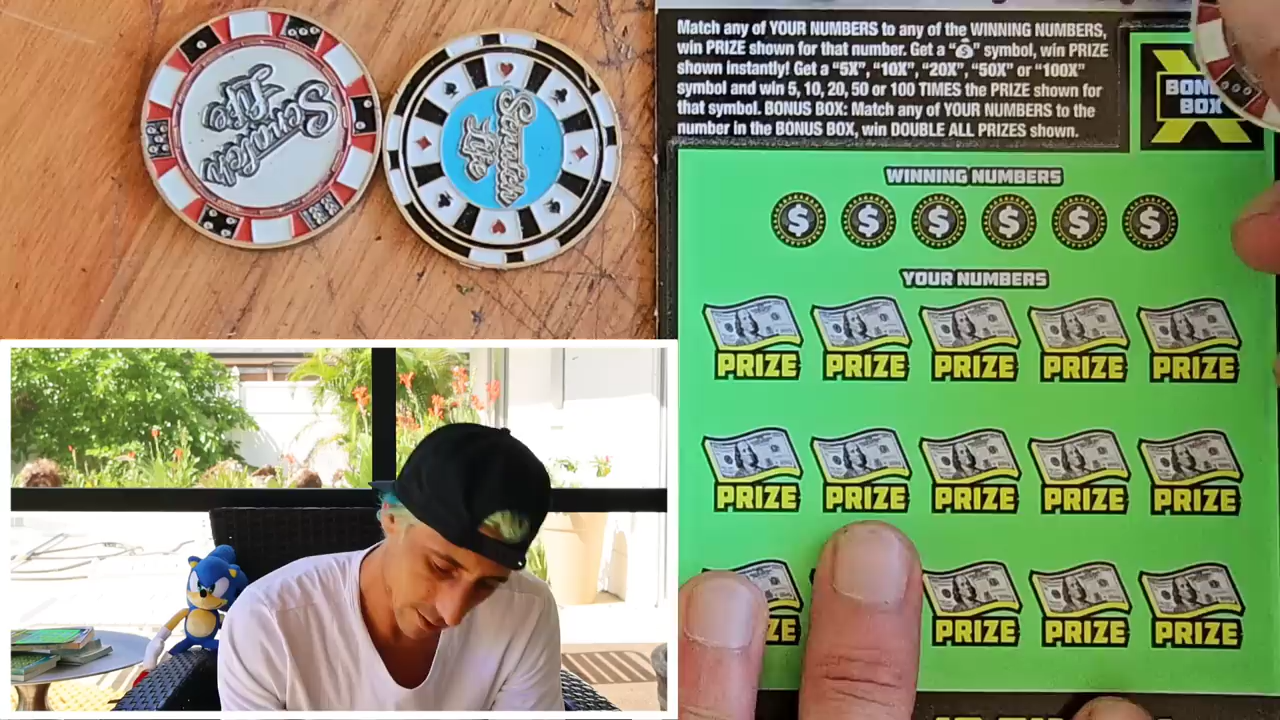 Scratch
Life
Scratch
Life
Match any of YOUR NUMBERS to any of the WINNING NUMBERS,
win PRIZE shown for that number. Get a "$" symbol, win PRIZE
shown instantly! Get a "5X", "10X", "20X", "50X" or "100X"
symbol and win 5, 10, 20, 50 or 100 TIMES the PRIZE shown for
that symbol. BONUS BOX: Match any of YOUR NUMBERS to the
number in the BONUS BOX, win DOUBLE ALL PRIZES shown.
BONUS
BOX
WINNING NUMBERS
$ $ $ $ $ $
YOUR NUMBERS
PRIZE PRIZE PRIZE PRIZE PRIZE
PRIZE PRIZE PRIZE PRIZE PRIZE
ZE PRIZE PRIZE PRIZE